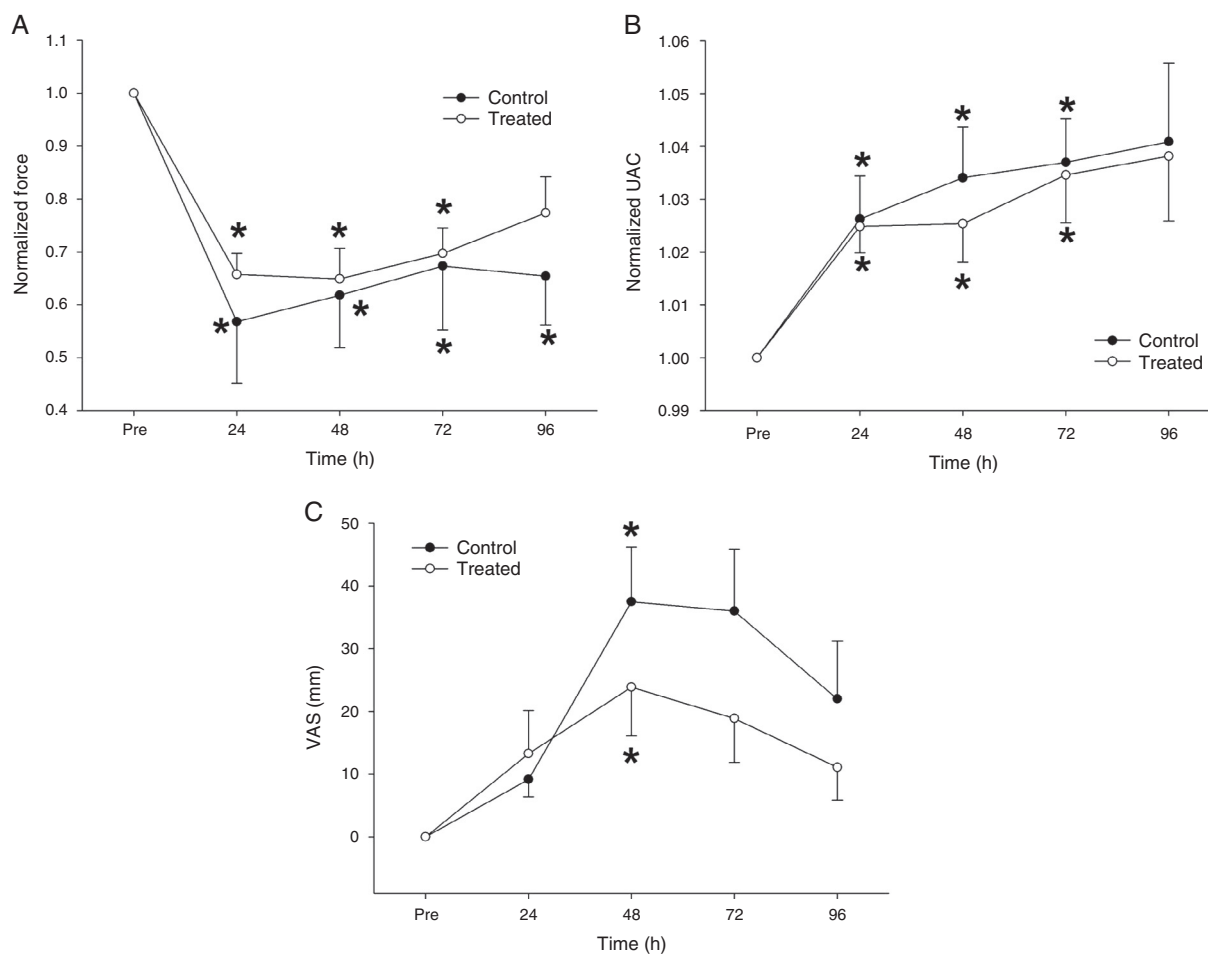 A
1.1
1.0
0.9
0.8
0.7
0.6
0.5
0.4
Normalized force
Control
Treated
*
*
*
*
*
*
*
Pre
24
48
72
96
Time (h)
B
1.06
1.05
1.04
1.03
1.02
1.01
1.00
0.99
Normalized UAC
*
*
*
*
*
*
Control
Treated
Pre
24
48
72
96
Time (h)
C
50
40
30
20
10
0
VAS (mm)
Control
Treated
*
*
Pre
24
48
72
96
Time (h)